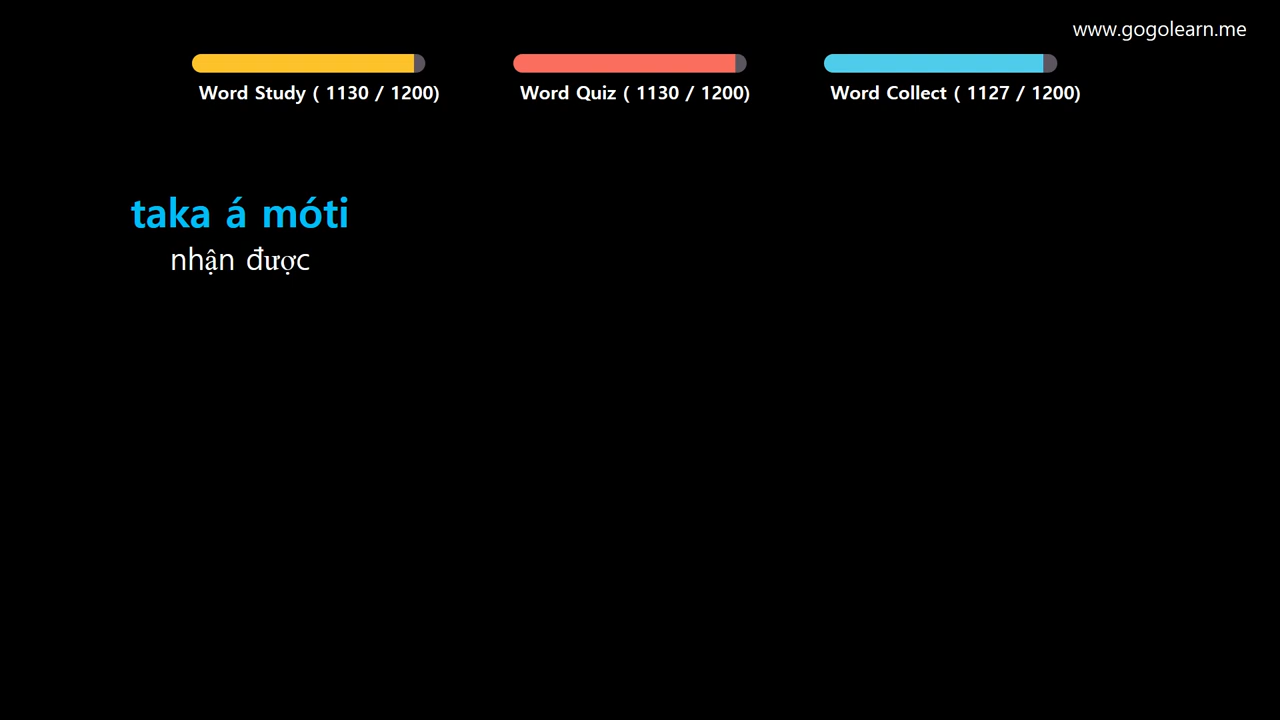 www.gogolearn.me
Word Study ( 1130 / 1200)
Word Quiz ( 1130 / 1200)
Word Collect ( 1127 / 1200)
taka á móti
nhận được